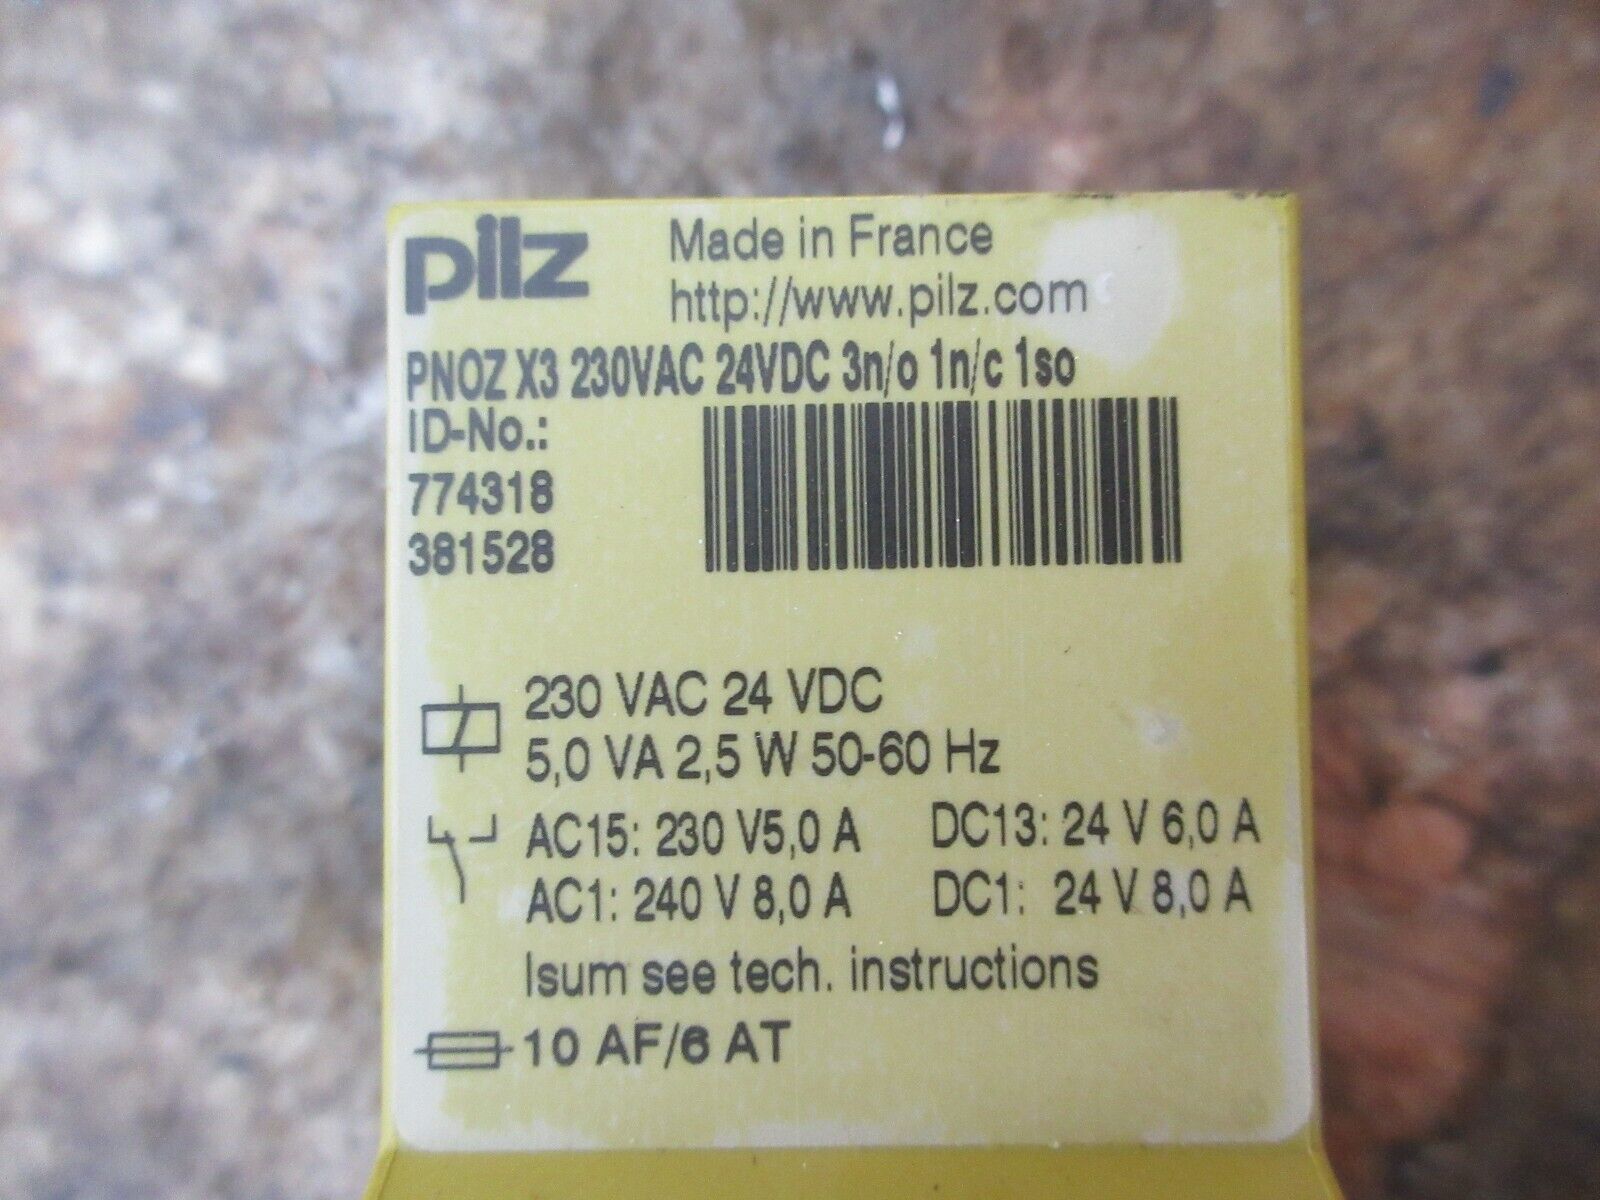 pilz
Made in France
http://www.pilz.com
PNOZ X3 230VAC 24VDC 3n/o 1n/c 1so
ID-No.:
774318
381528
230 VAC 24 VDC
5,0 VA 2,5 W 50-60 Hz
AC15: 230 V5,0 A DC13: 24 V 6,0 A
AC1: 240 V 8,0 A DC1: 24 V 8,0 A
Isum see tech. instructions
10 AF/6 AT